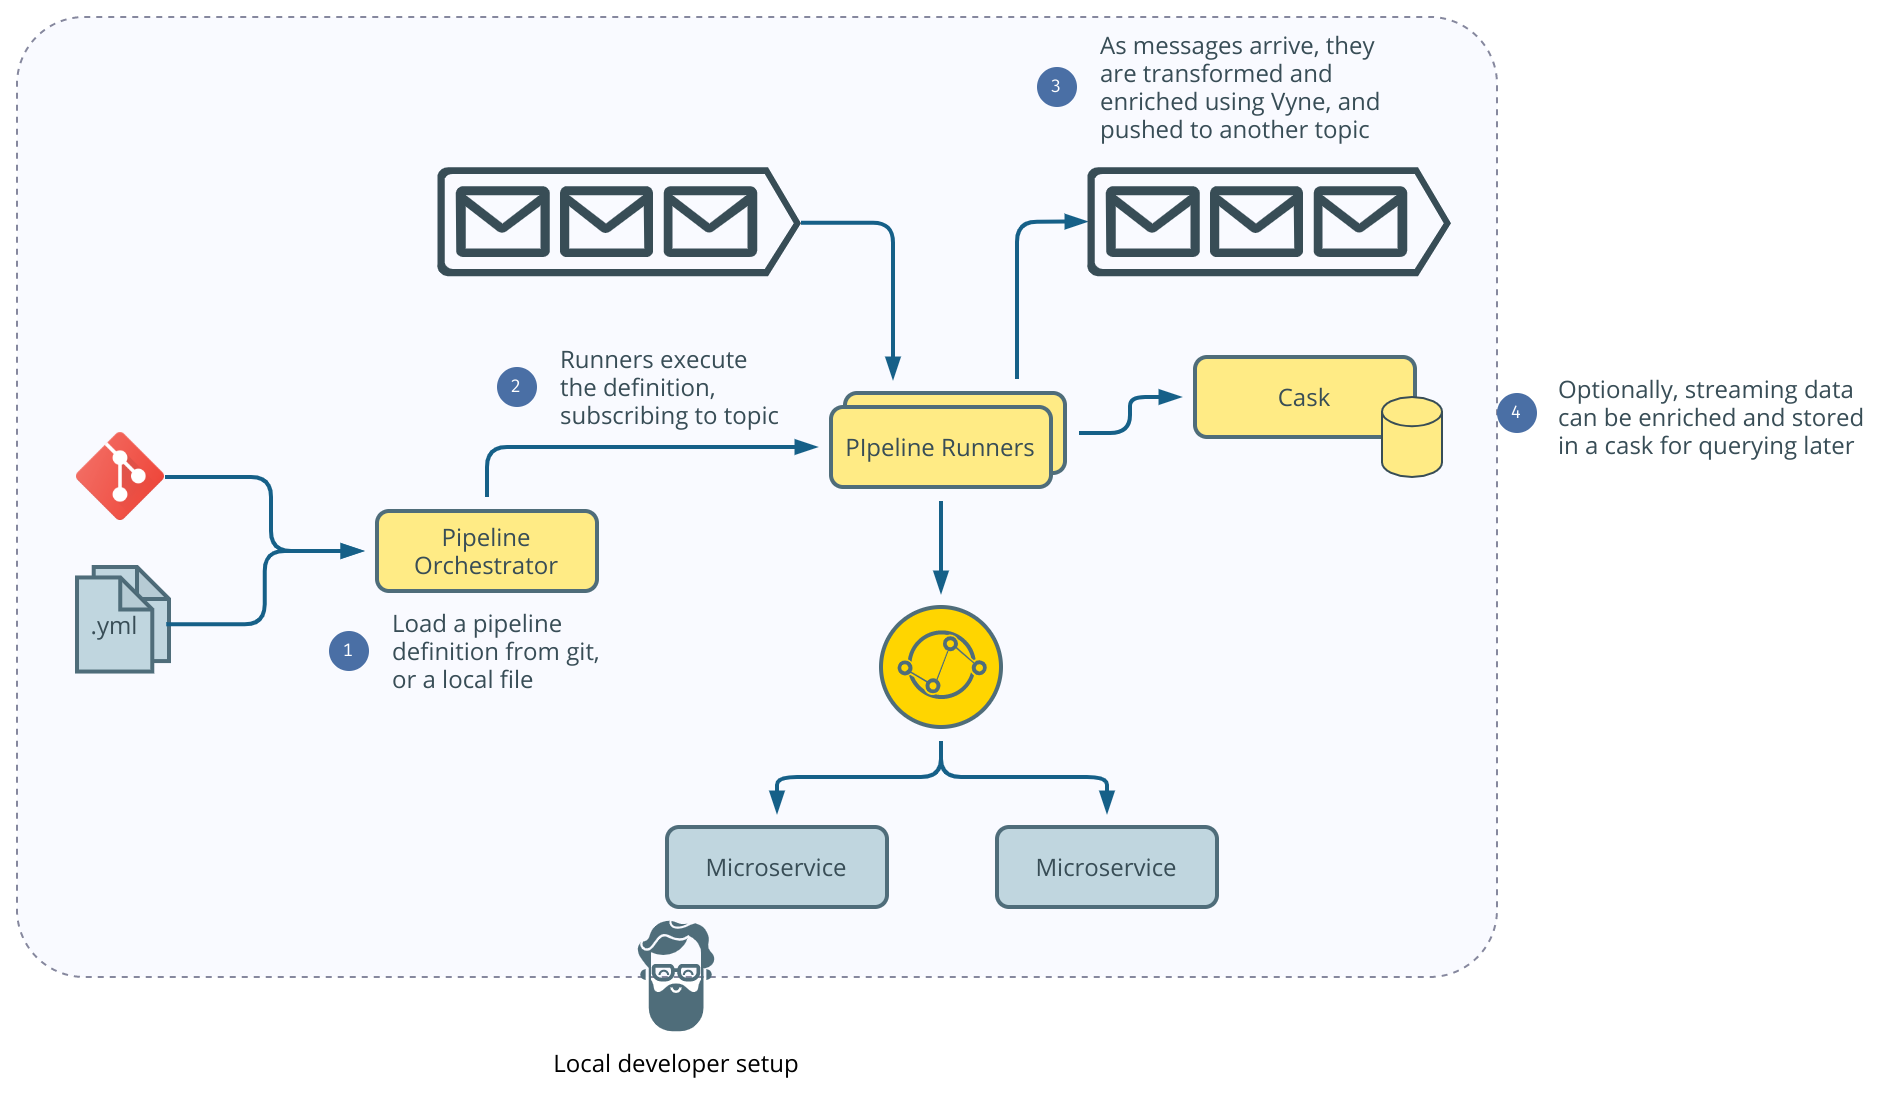 3
As messages arrive, they
are transformed and
enriched using Vyne, and
pushed to another topic
2
Runners execute
the definition,
subscribing to topic
PIpeline Runners
Cask
4
Optionally, streaming data
can be enriched and stored
in a cask for querying later
Pipeline
Orchestrator
.yml
1
Load a pipeline
definition from git,
or a local file
Microservice
Microservice
Local developer setup